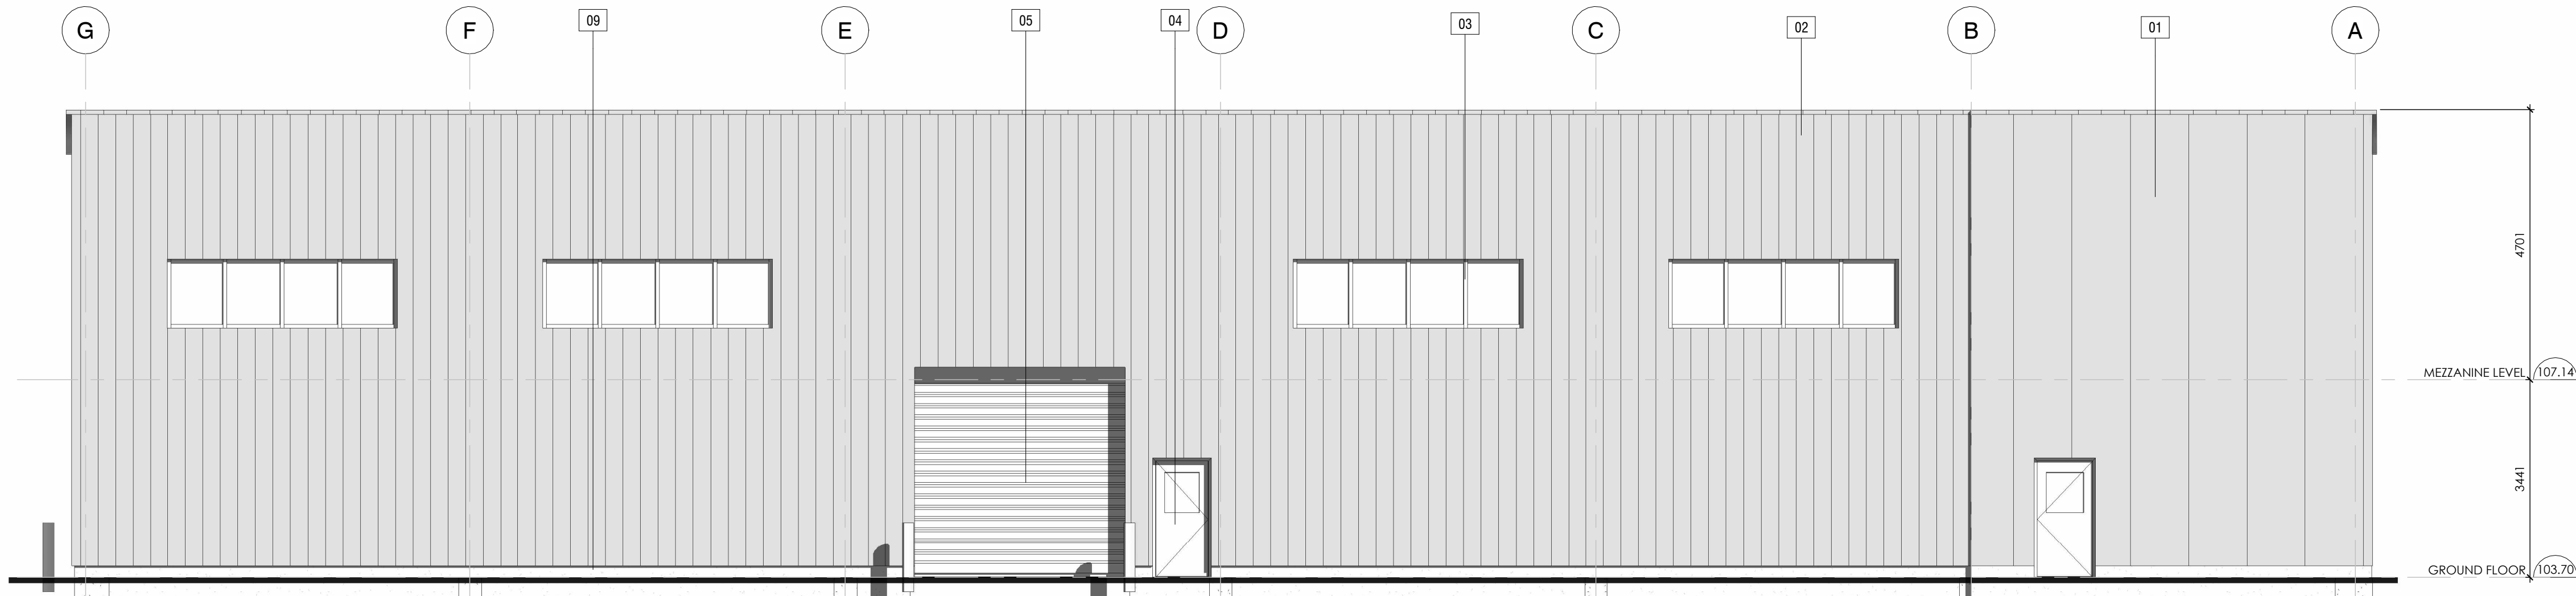 G
F
09
E
05
04
D
03
C
02
B
01
A
4701
MEZZANINE LEVEL 107.14
3441
GROUND FLOOR 103.70